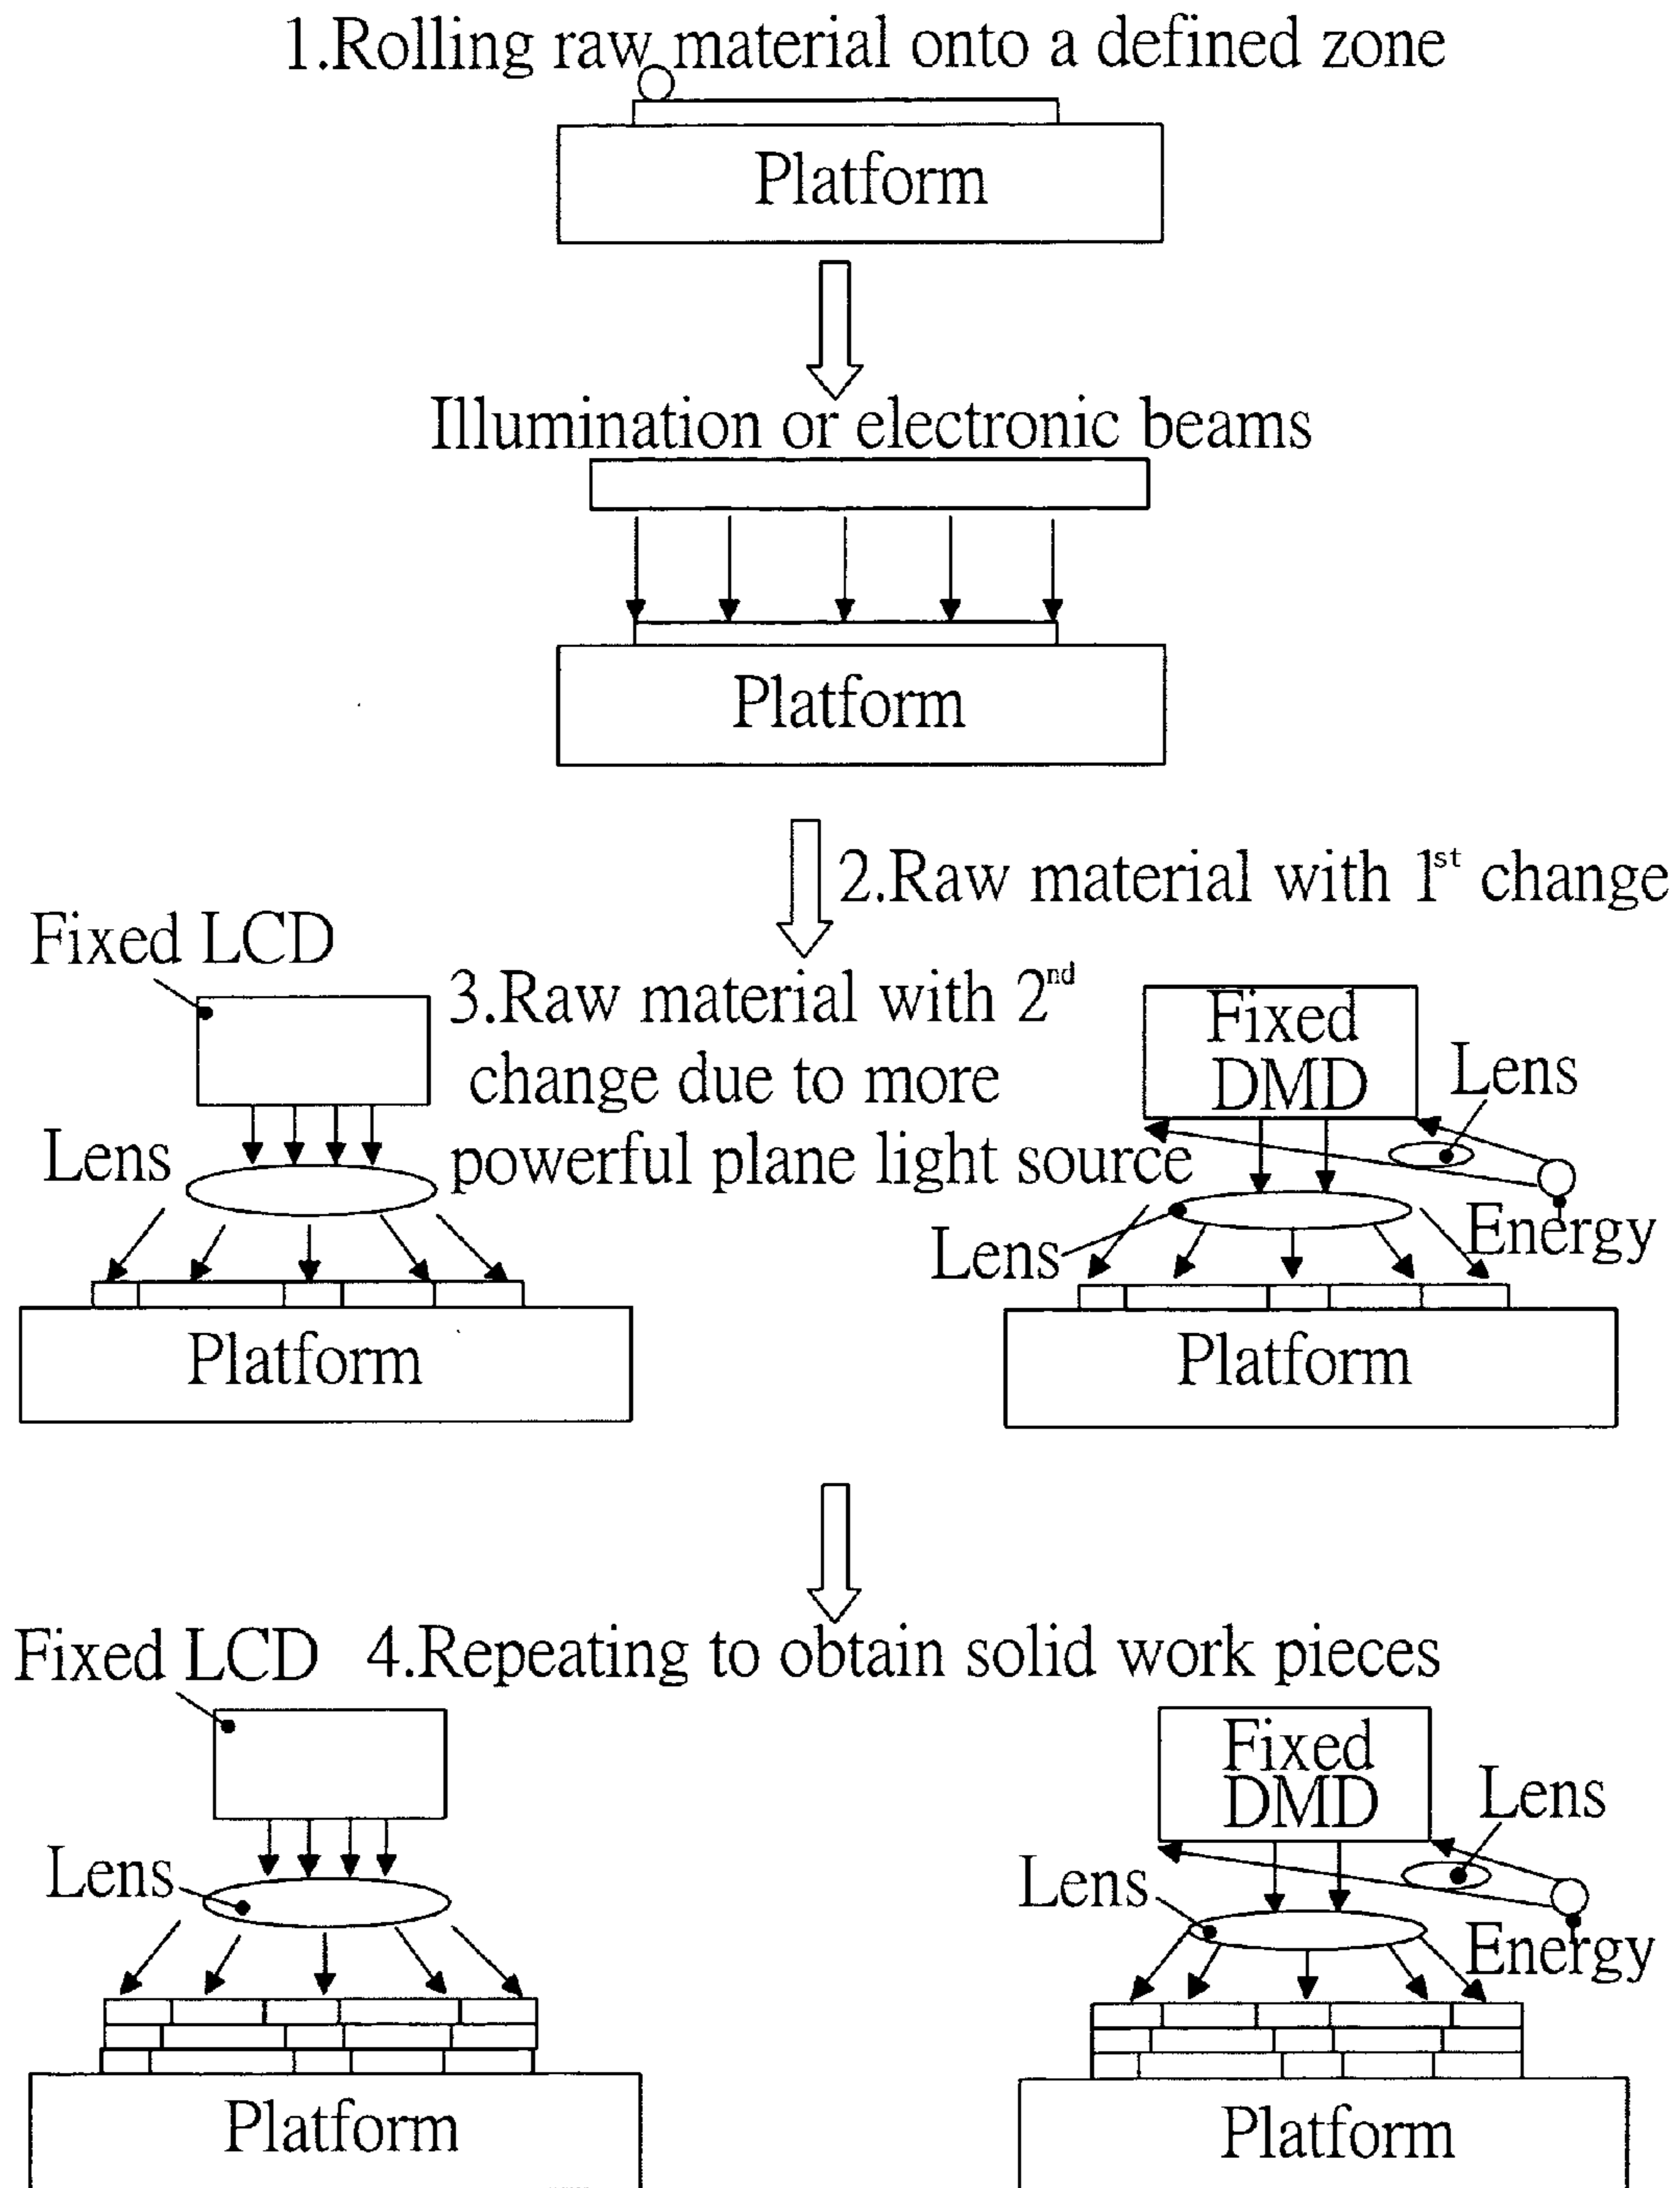 1.Rolling raw material onto a defined zone
Platform
Illumination or electronic beams
Platform
2.Raw material with 1st change
Fixed LCD
3.Raw material with 2nd
change due to more
powerful plane light source
Lens
Platform
Fixed
DMD
Lens
Lens
Energy
Platform
Fixed LCD
4.Repeating to obtain solid work pieces
Lens
Platform
Fixed
DMD
Lens
Lens
Energy
Platform